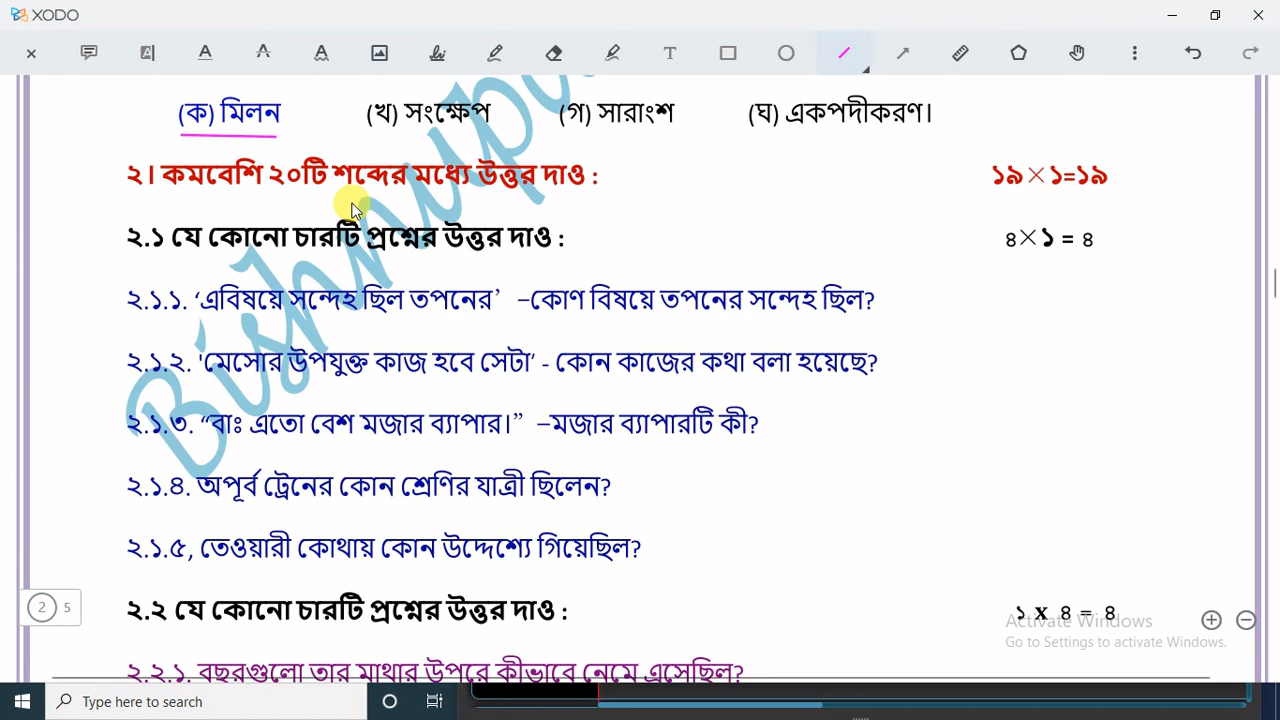 XODO
(ক) মিলন (খ) সংক্ষেপ (গ) সারাংশ (ঘ) একপদীকরণ।
২। কমবেশি ২০টি শব্দের মধ্যে উত্তর দাও : ১৯×১=১৯
২.১ যে কোনো চারটি প্রশ্নের উত্তর দাও : ৪×১ = ৪
২.১.১. ‘এবিষয়ে সন্দেহ ছিল তপনের’ –কোণ বিষয়ে তপনের সন্দেহ ছিল?
২.১.২. 'মেসোর উপযুক্ত কাজ হবে সেটা’ - কোন কাজের কথা বলা হয়েছে?
২.১.৩. “বাঃ এতো বেশ মজার ব্যাপার।” –মজার ব্যাপারটি কী?
২.১.৪. অপূর্ব ট্রেনের কোন শ্রেণির যাত্রী ছিলেন?
২.১.৫, তেওয়ারী কোথায় কোন উদ্দেশ্যে গিয়েছিল?
২.২ যে কোনো চারটি প্রশ্নের উত্তর দাও : ১ x ৪ = ৪
2 5
Activate Windows
Go to Settings to activate Windows.
২.২.১. বছরগুলো তার মাথার উপরে কীভাবে নেমে এসেছিল?
Type here to search